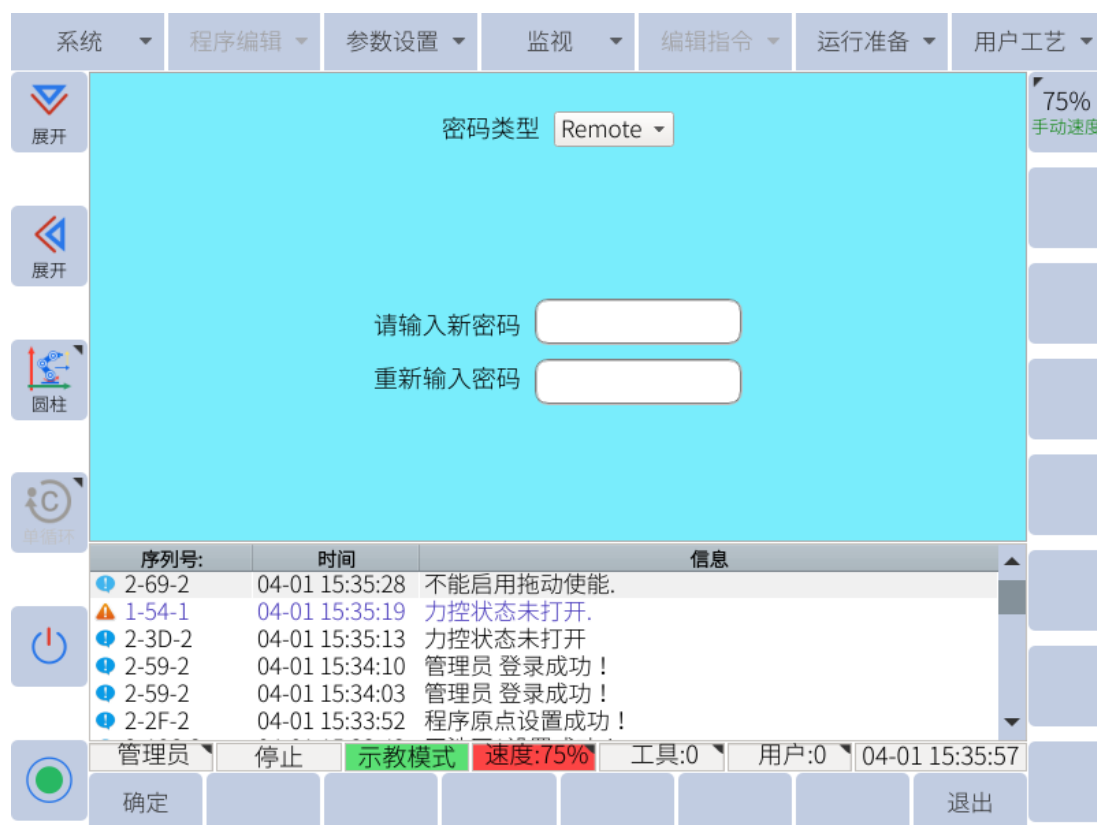 系统 程序编辑 参数设置 监视 编辑指令 运行准备 用户工艺
展开
75%
手动速度
密码类型 Remote
展开
请输入新密码
重新输入密码
圆柱
单循环
序列号: 时间 信息
2-69-2 04-01 15:35:28 不能启用拖动使能.
1-54-1 04-01 15:35:19 力控状态未打开.
2-3D-2 04-01 15:35:13 力控状态未打开
2-59-2 04-01 15:34:10 管理员 登录成功！
2-59-2 04-01 15:34:03 管理员 登录成功！
2-2F-2 04-01 15:33:52 程序原点设置成功！
管理员 停止 示教模式 速度:75% 工具:0 用户:0 04-01 15:35:57
确定 退出